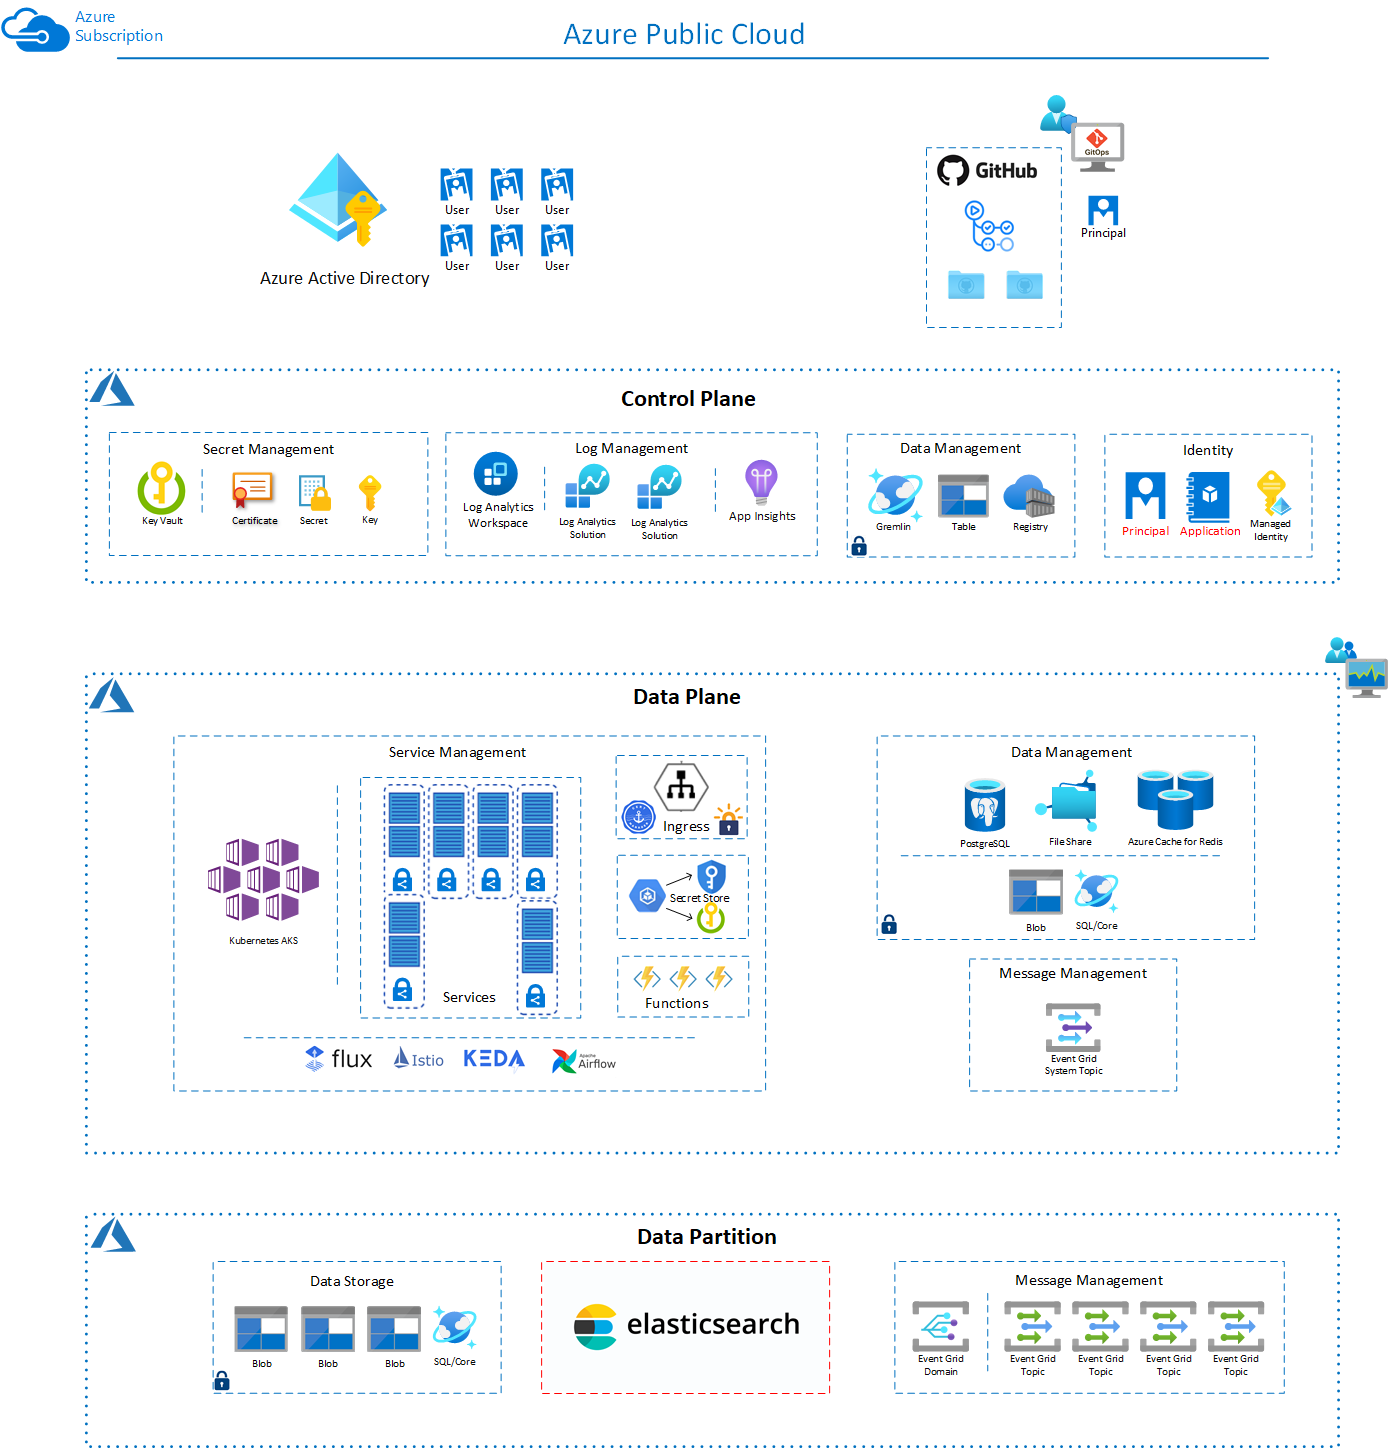 Azure
Subscription
Azure Public Cloud
GitOps
GitHub
Principal
User
User
User
User
User
User
Azure Active Directory
Control Plane
Secret Management
Key Vault
Certificate
Secret
Key
Log Management
Log Analytics
Workspace
Log Analytics
Solution
Log Analytics
Solution
App Insights
Data Management
Gremlin
Table
Registry
Identity
Principal
Application
Managed
Identity
Data Plane
Service Management
Kubernetes AKS
Services
Ingress
Secret Store
Functions
flux
Istio
KEDA
Apache
Airflow
Data Management
PostgreSQL
File Share
Azure Cache for Redis
Blob
SQL/Core
Message Management
Event Grid
System Topic
Data Partition
Data Storage
Blob
Blob
Blob
SQL/Core
elasticsearch
Message Management
Event Grid
Domain
Event Grid
Topic
Event Grid
Topic
Event Grid
Topic
Event Grid
Topic